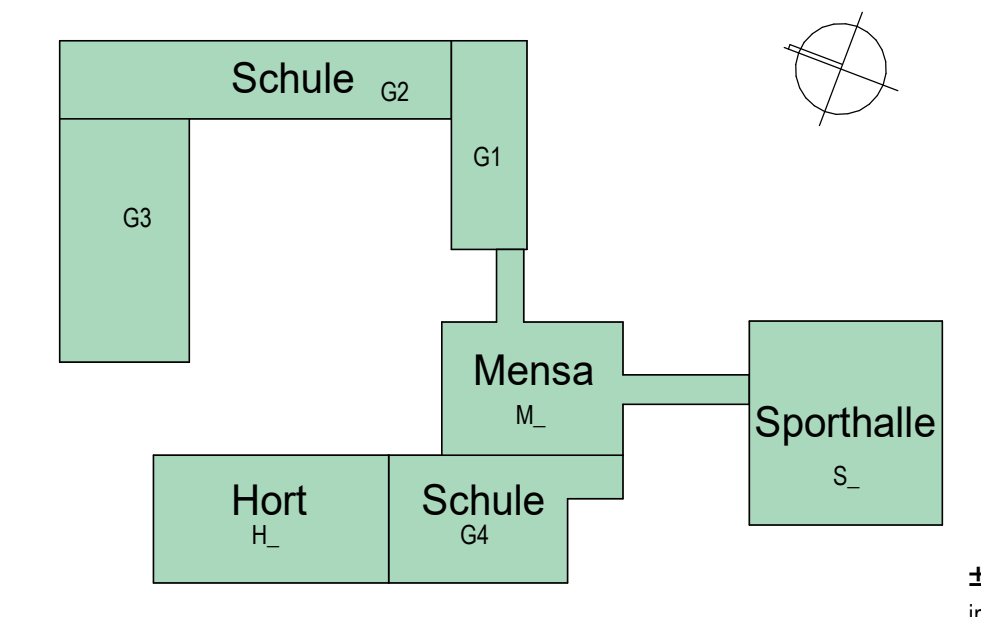 Schule G2
G1
G3
Mensa
M_
Sporthalle
S_
Hort
H_
Schule
G4
±